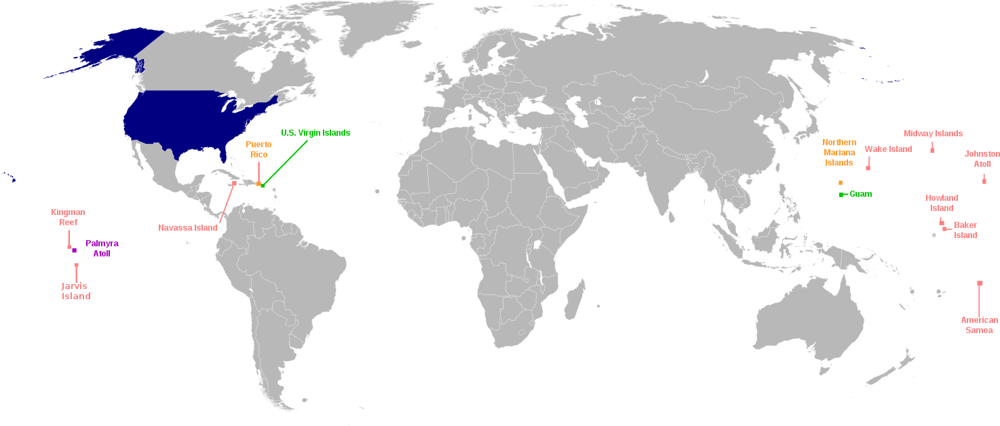 U.S. Virgin Islands
Puerto
Rico
Navassa Island
Kingman
Reef
Palmyra
Atoll
Jarvis
Island
Northern
Mariana
Islands
Guam
Wake Island
Midway Islands
Johnston
Atoll
Howland
Island
Baker
Island
American
Samoa